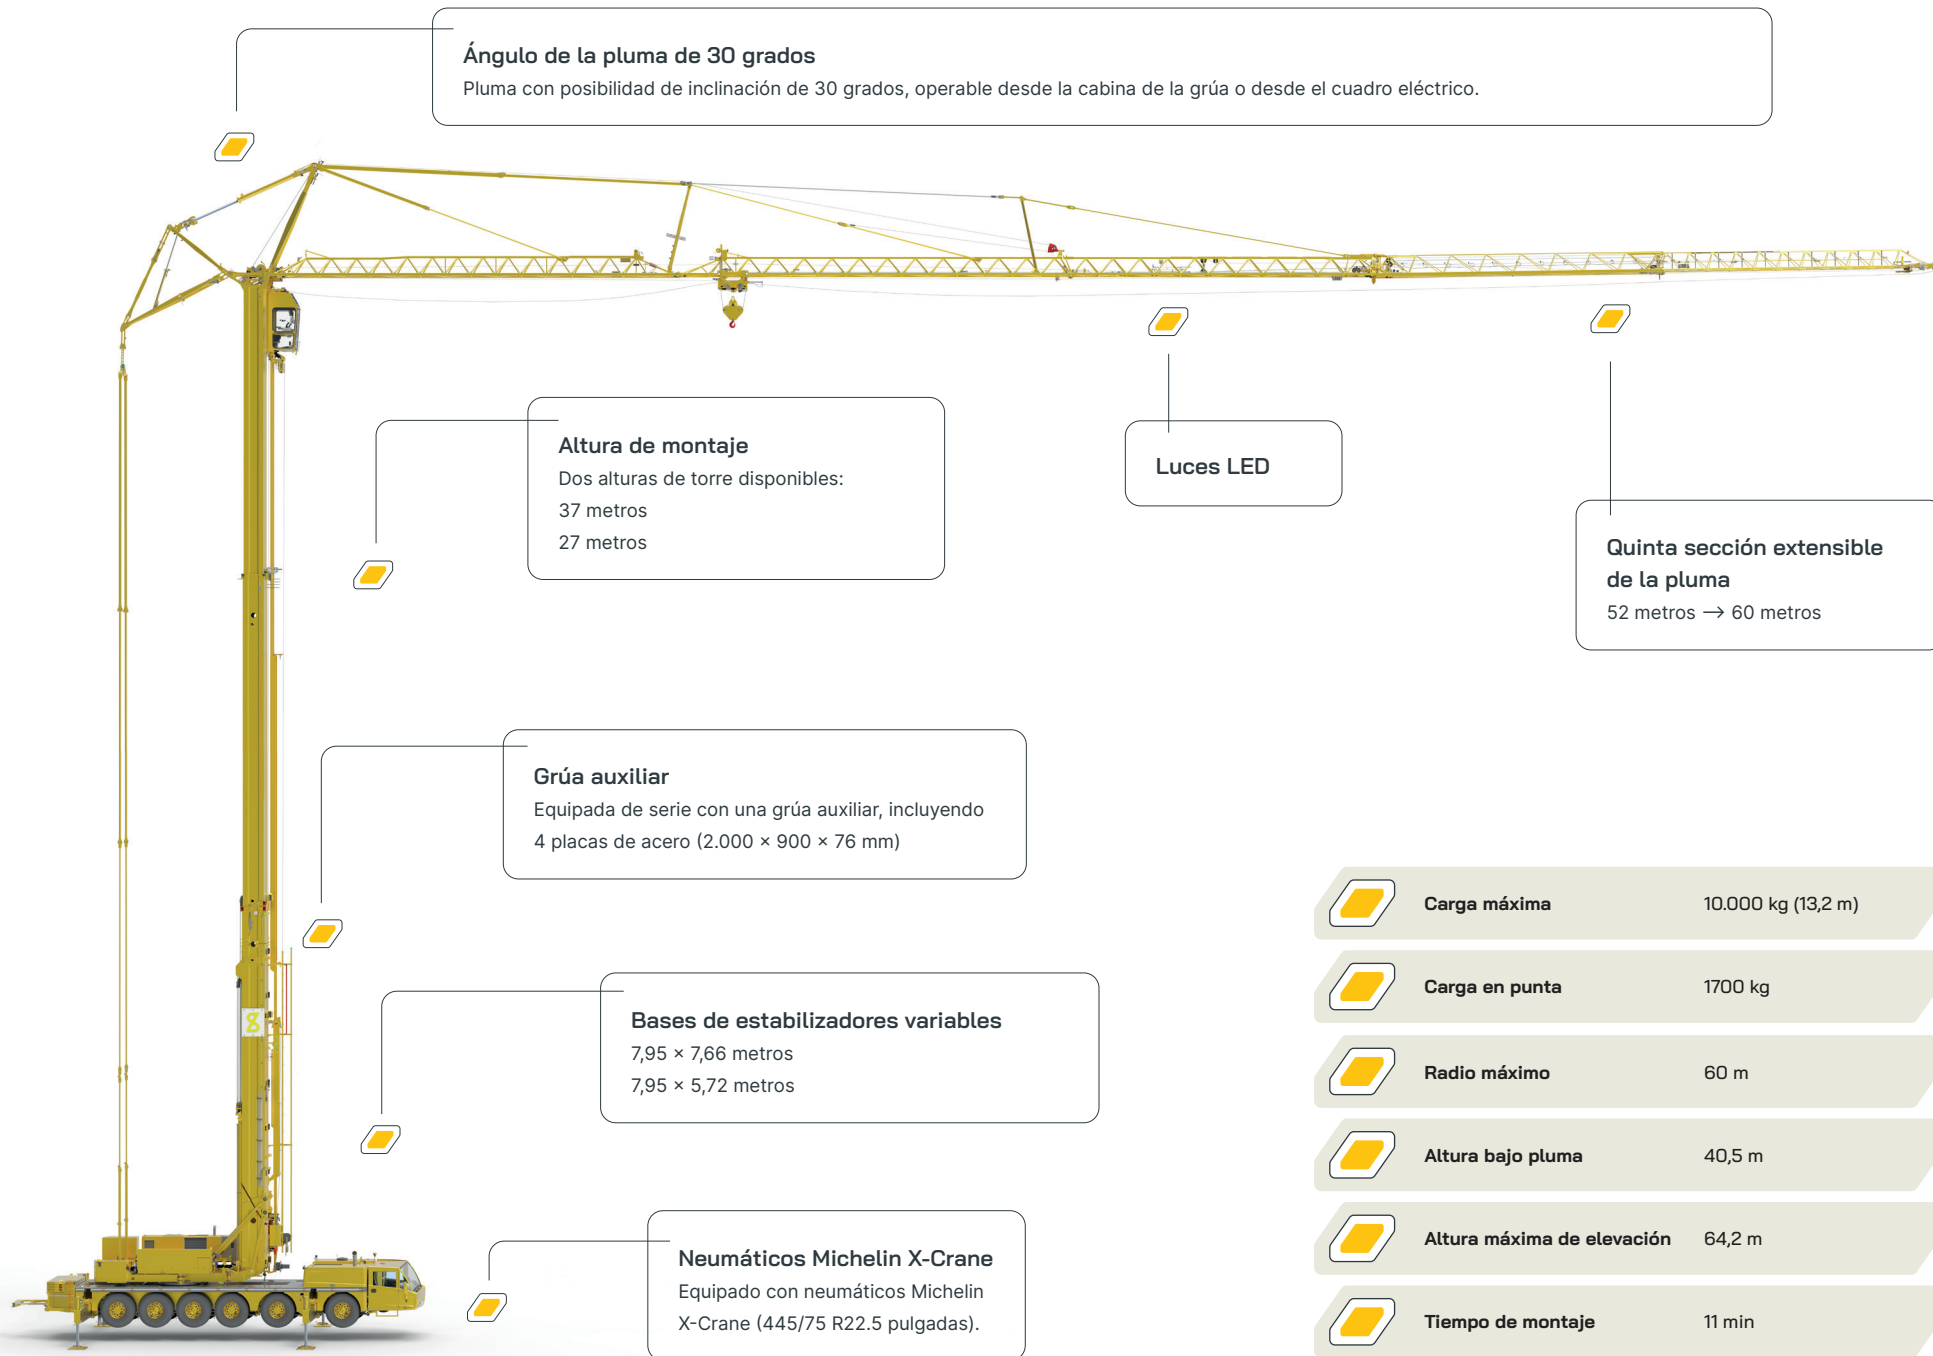 Ángulo de la pluma de 30 grados
Pluma con posibilidad de inclinación de 30 grados, operable desde la cabina de la grúa o desde el cuadro eléctrico.
Altura de montaje
Dos alturas de torre disponibles:
37 metros
27 metros
Luces LED
Quinta sección extensible
de la pluma
52 metros → 60 metros
Grúa auxiliar
Equipada de serie con una grúa auxiliar, incluyendo
4 placas de acero (2.000 × 900 × 76 mm)
Bases de estabilizadores variables
7,95 × 7,66 metros
7,95 × 5,72 metros
Neumáticos Michelin X-Crane
Equipado con neumáticos Michelin
X-Crane (445/75 R22.5 pulgadas).
Carga máxima 10.000 kg (13,2 m)
Carga en punta 1700 kg
Radio máximo 60 m
Altura bajo pluma 40,5 m
Altura máxima de elevación 64,2 m
Tiempo de montaje 11 min